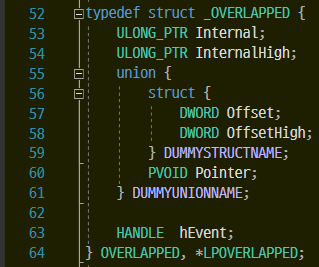 52 typedef struct _OVERLAPPED {
53 ULONG_PTR Internal;
54 ULONG_PTR InternalHigh;
55 union {
56 struct {
57 DWORD Offset;
58 DWORD OffsetHigh;
59 } DUMMYSTRUCTNAME;
60 PVOID Pointer;
61 } DUMMYUNIONNAME;
62
63 HANDLE hEvent;
64 } OVERLAPPED, *LPOVERLAPPED;